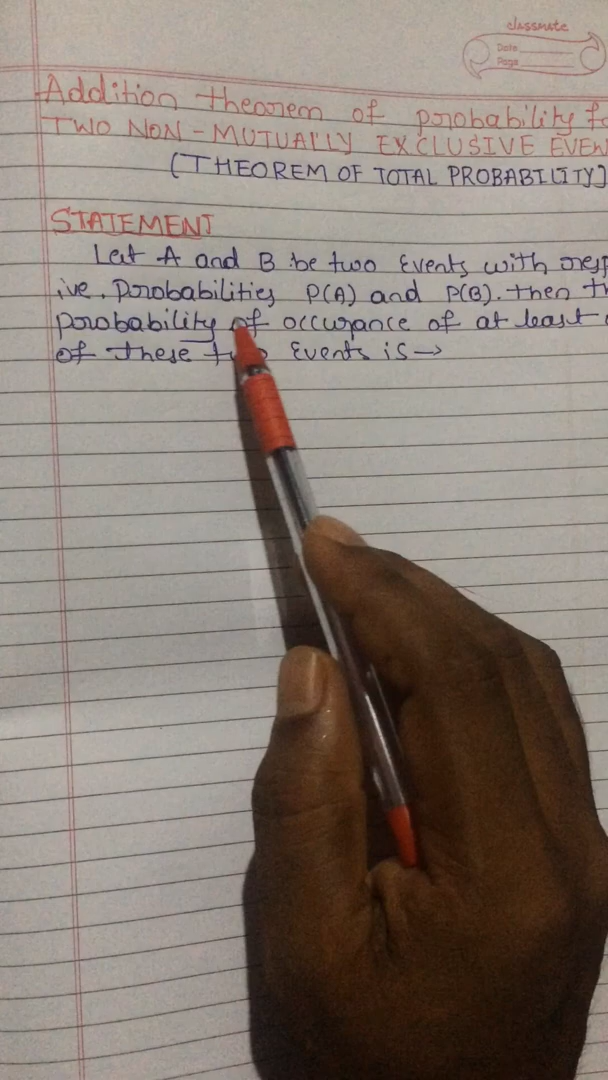 classmate
Date
Page
Addition theorem of probability fo
TWO NON-MUTUALLY EXCLUSIVE EVEN
(THEOREM OF TOTAL PROBABILITY)
STATEMENT
Let A and B be two Events with resp
ive. probabilities P(A) and P(B). then th
probability of occurance of at least
of these two Events is →